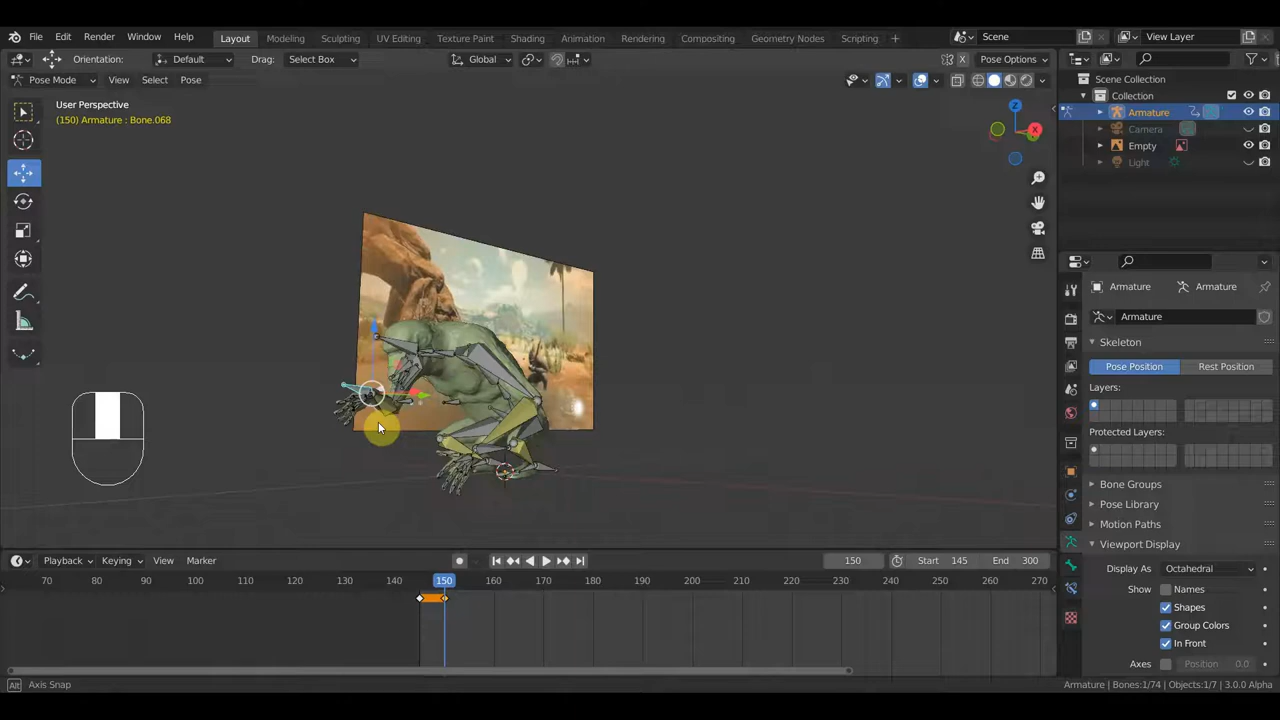 File Edit Render Window Help Layout Modeling Sculpting UV Editing Texture Paint Shading Animation Rendering Compositing Geometry Nodes Scripting + Scene View Layer
Orientation: Default Drag: Select Box Global X Pose Options
Pose Mode View Select Pose
User Perspective
(150) Armature : Bone.068
Z
X
Scene Collection
Collection
Armature
Camera
Empty
Light
Armature Armature
Armature
Skeleton
Pose Position Rest Position
Layers:
Protected Layers:
Bone Groups
Pose Library
Motion Paths
Viewport Display
Display As Octahedral
Show Names
Shapes
Group Colors
In Front
Axes Position 0.0
Playback Keying View Marker 150 Start 145 End 300
70 80 90 100 110 120 130 140 150 160 170 180 190 200 210 220 230 240 250 260 270
Alt Axis Snap Armature | Bones:1/74 | Objects:1/7 | 3.0.0 Alpha